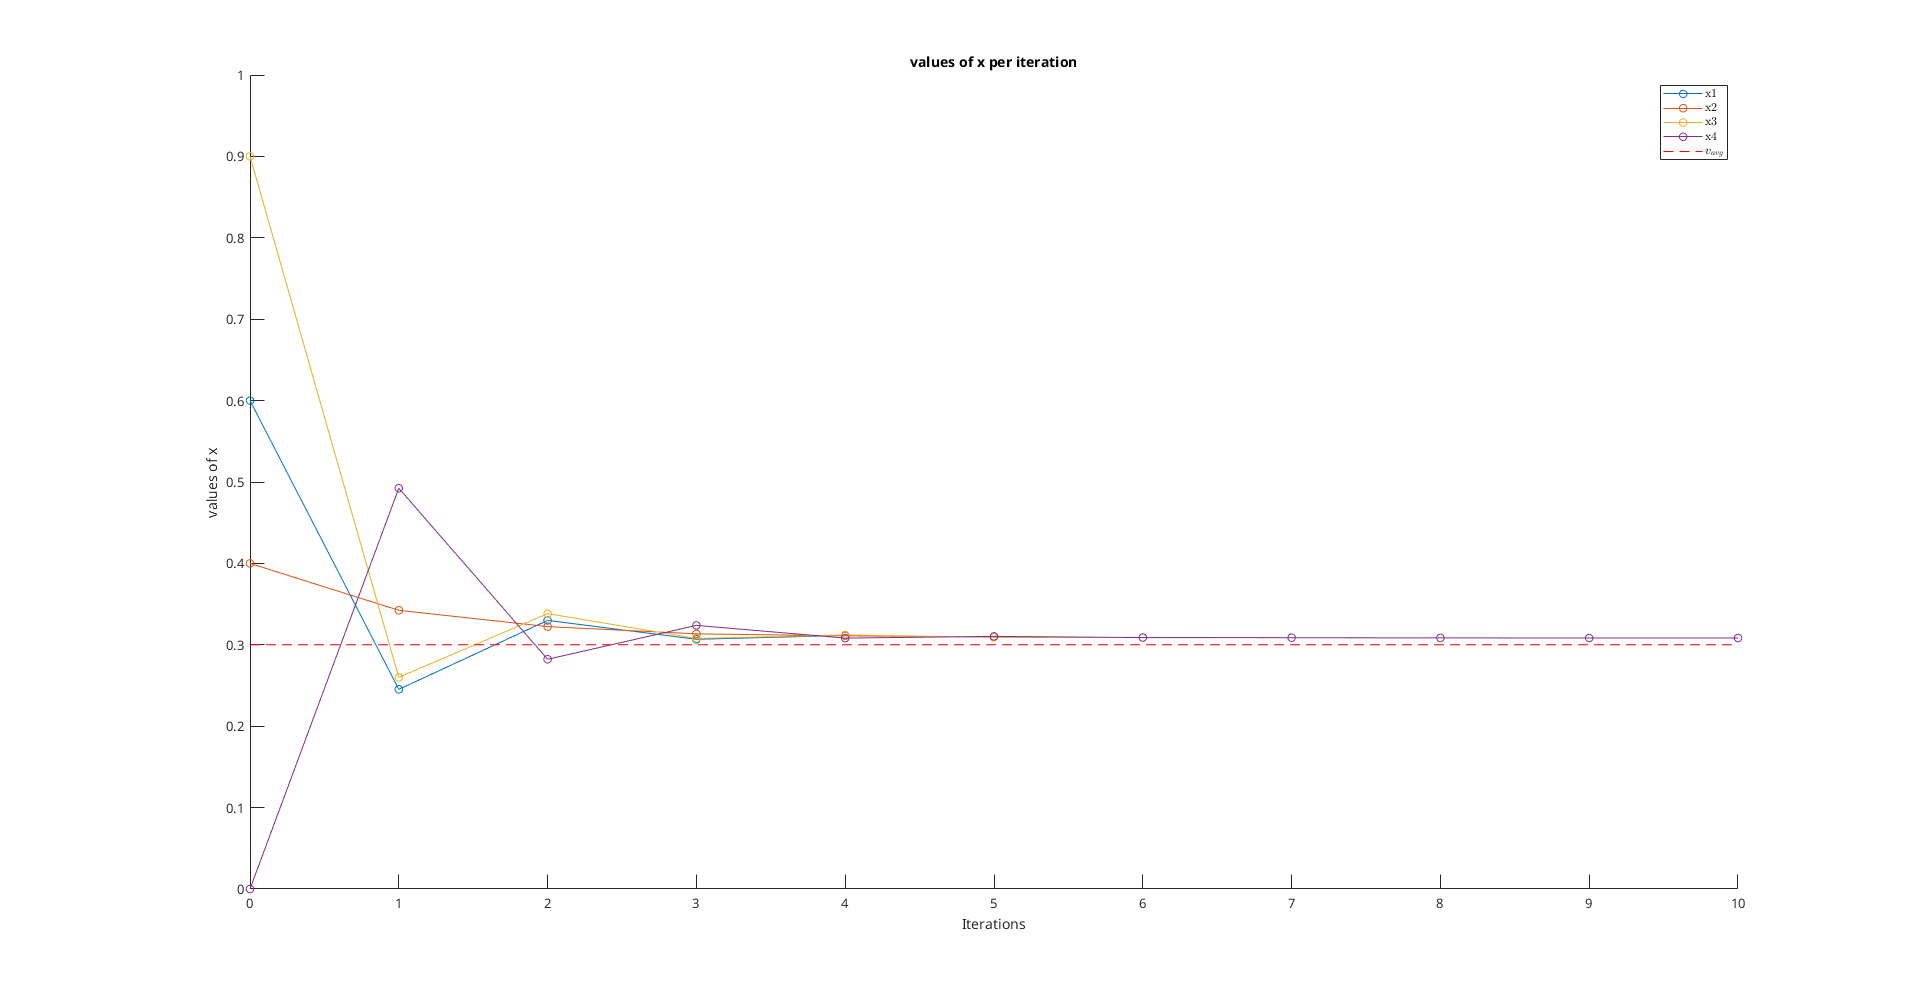 values of x per iteration
1
0.9
0.8
0.7
0.6
0.5
0.4
0.3
0.2
0.1
0
values of x
0 1 2 3 4 5 6 7 8 9 10
Iterations
x1
x2
x3
x4
v_avg